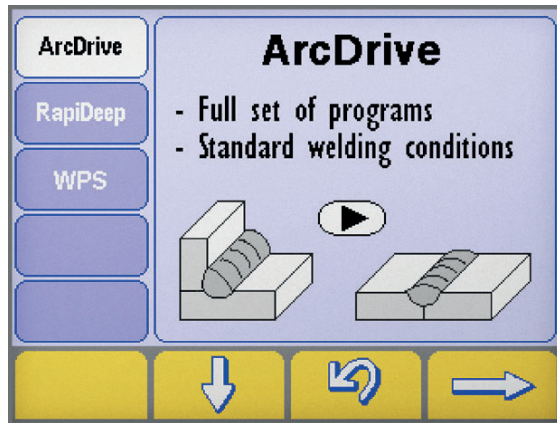 ArcDrive
RapiDeep
WPS
ArcDrive
- Full set of programs
- Standard welding conditions